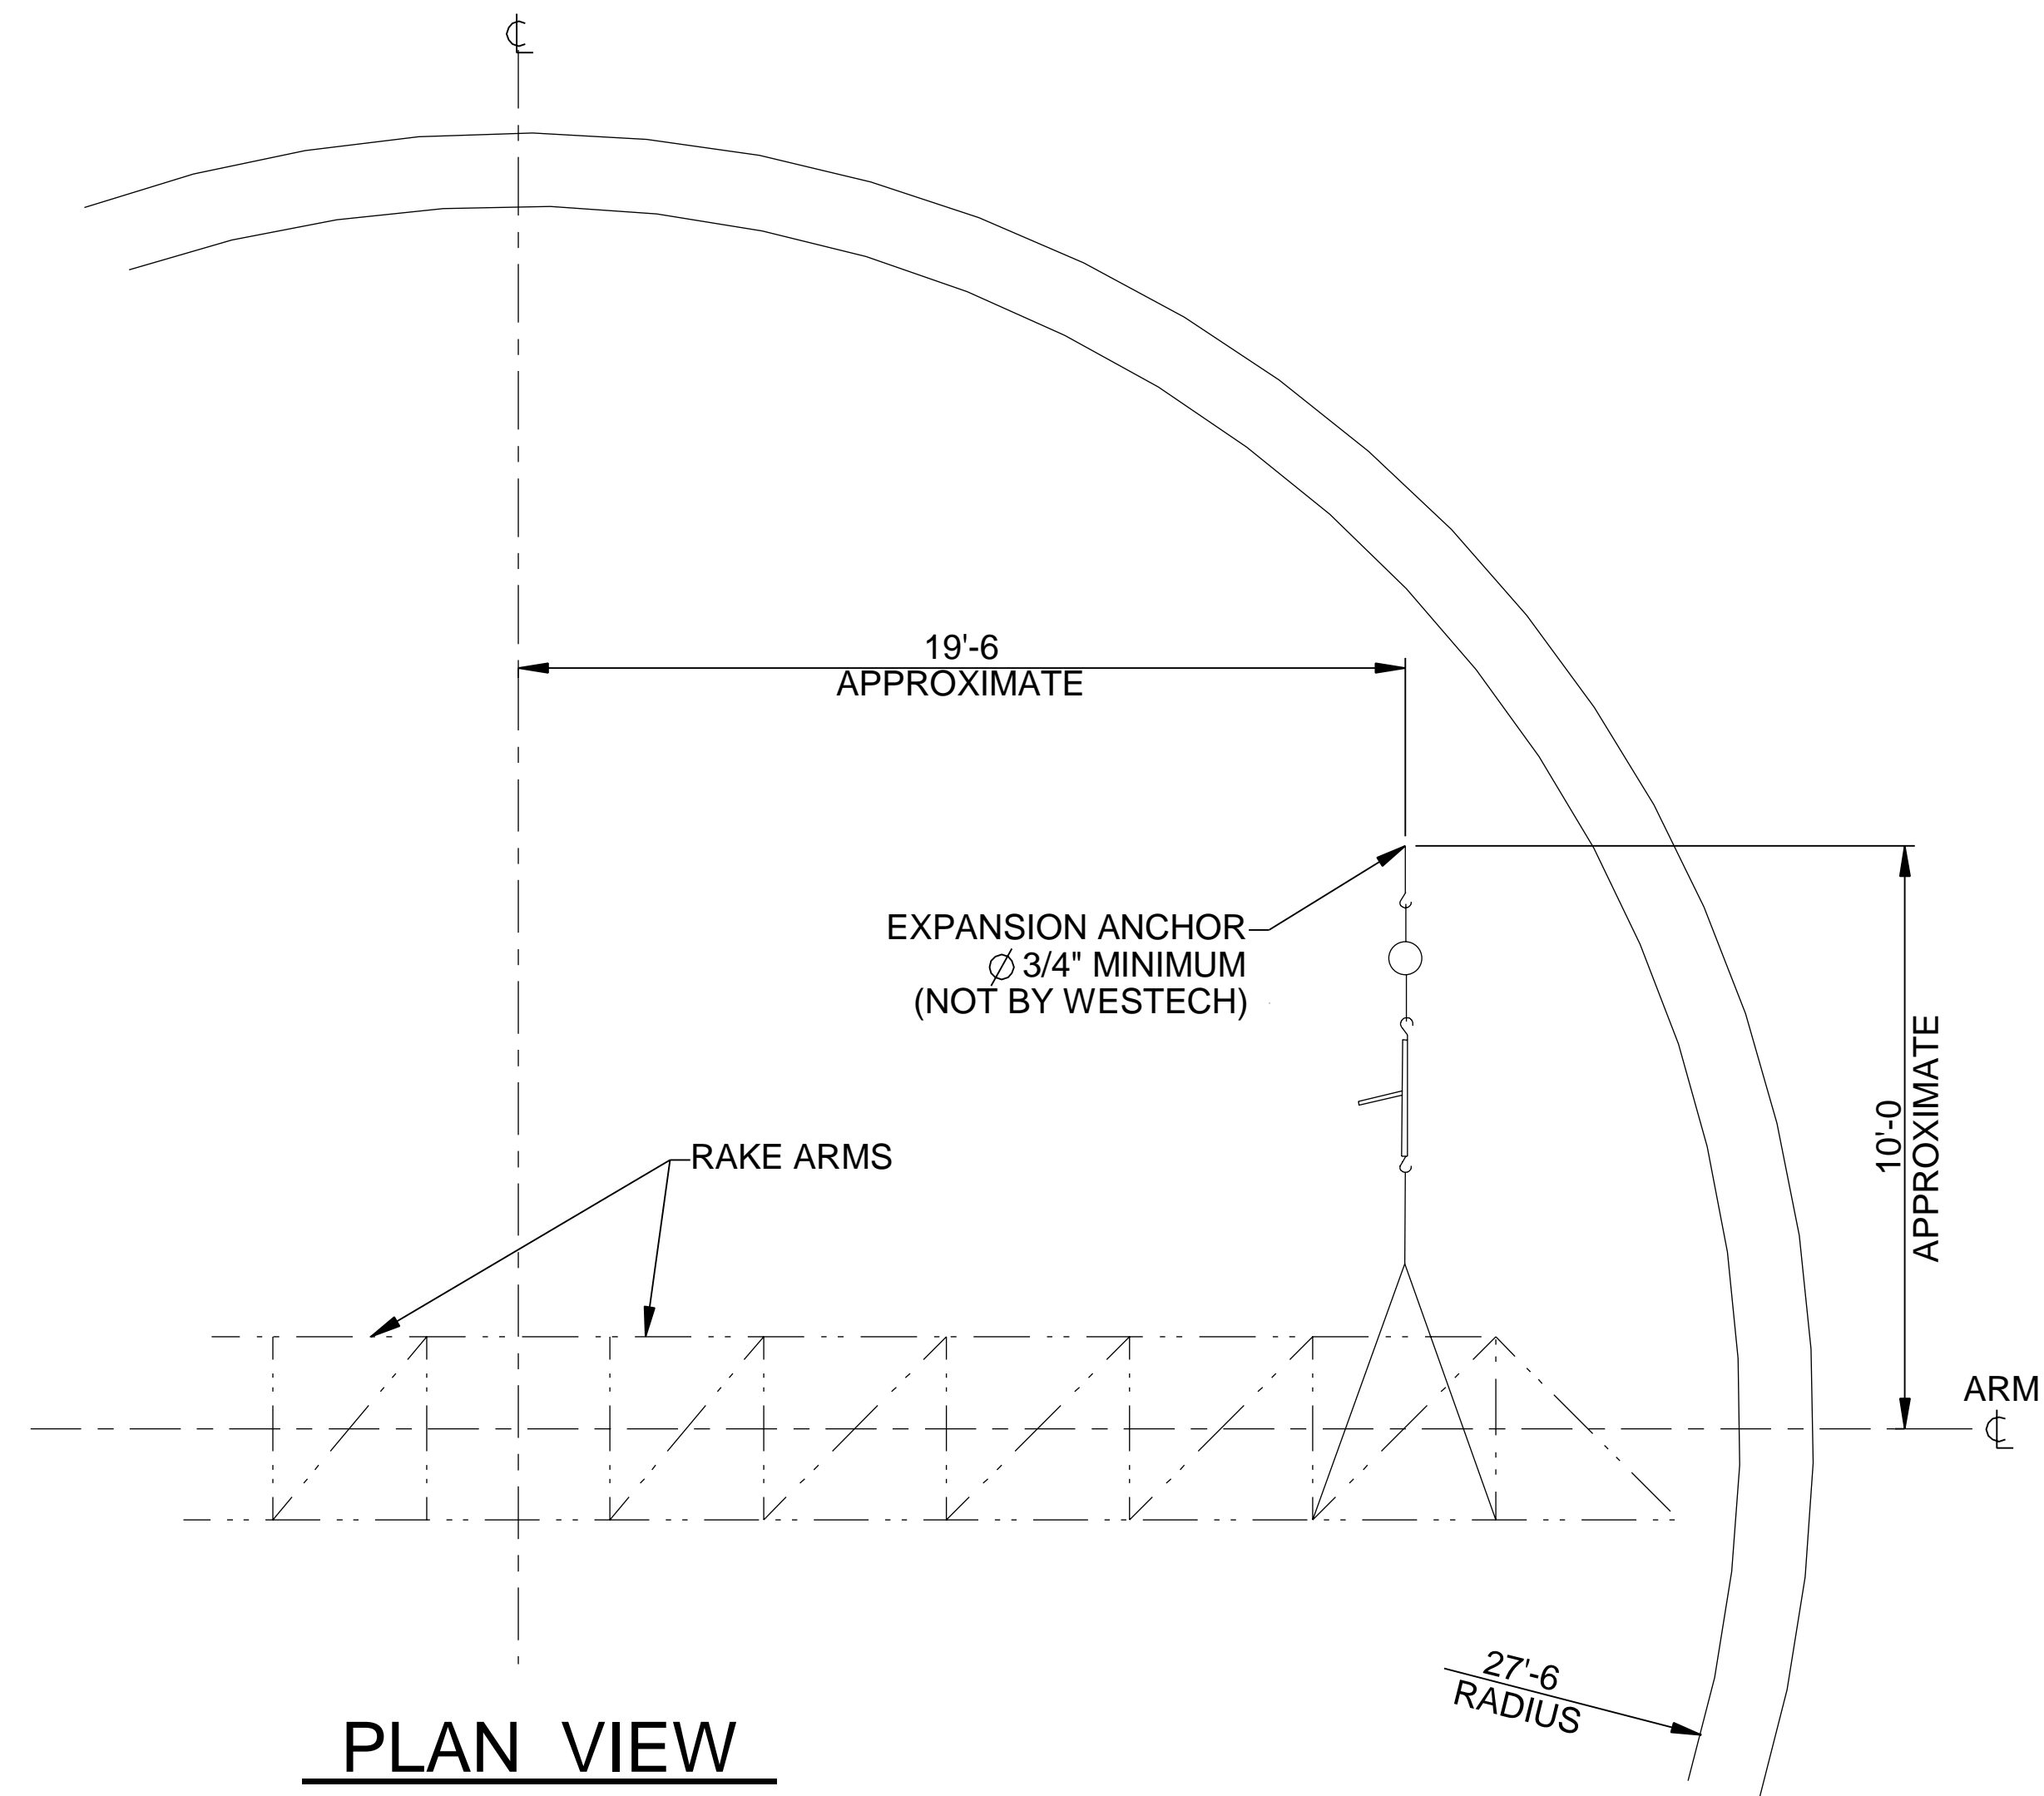 ℄
19'-6
APPROXIMATE
EXPANSION ANCHOR
⌀ 3/4" MINIMUM
(NOT BY WESTECH)
10'-0
APPROXIMATE
RAKE ARMS
ARM
℄
27'-6
RADIUS
PLAN VIEW